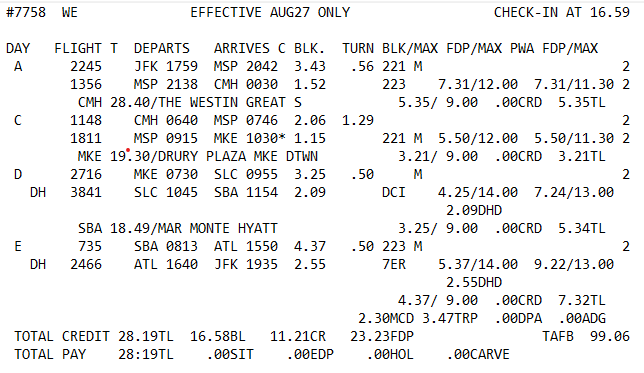 #7758 WE EFFECTIVE AUG27 ONLY CHECK-IN AT 16.59
DAY FLIGHT T DEPARTS ARRIVES C BLK. TURN BLK/MAX FDP/MAX PWA FDP/MAX
A 2245 JFK 1759 MSP 2042 3.43 .56 221 M 2
1356 MSP 2138 CMH 0030 1.52 223 7.31/12.00 7.31/11.30 2
CMH 28.40/THE WESTIN GREAT S 5.35/ 9.00 .00CRD 5.35TL
C 1148 CMH 0640 MSP 0746 2.06 1.29 2
1811 MSP 0915 MKE 1030* 1.15 221 M 5.50/12.00 5.50/11.30 2
MKE 19.30/DRURY PLAZA MKE DTWN 3.21/ 9.00 .00CRD 3.21TL
D 2716 MKE 0730 SLC 0955 3.25 .50 M 2
DH 3841 SLC 1045 SBA 1154 2.09 DCI 4.25/14.00 7.24/13.00
2.09DHD
SBA 18.49/MAR MONTE HYATT 3.25/ 9.00 .00CRD 5.34TL
E 735 SBA 0813 ATL 1550 4.37 .50 223 M 2
DH 2466 ATL 1640 JFK 1935 2.55 7ER 5.37/14.00 9.22/13.00
2.55DHD
4.37/ 9.00 .00CRD 7.32TL
2.30MCD 3.47TRP .00DPA .00ADG
TOTAL CREDIT 28.19TL 16.58BL 11.21CR 23.23FDP TAFB 99.06
TOTAL PAY 28:19TL .00SIT .00EDP .00HOL .00CARVE